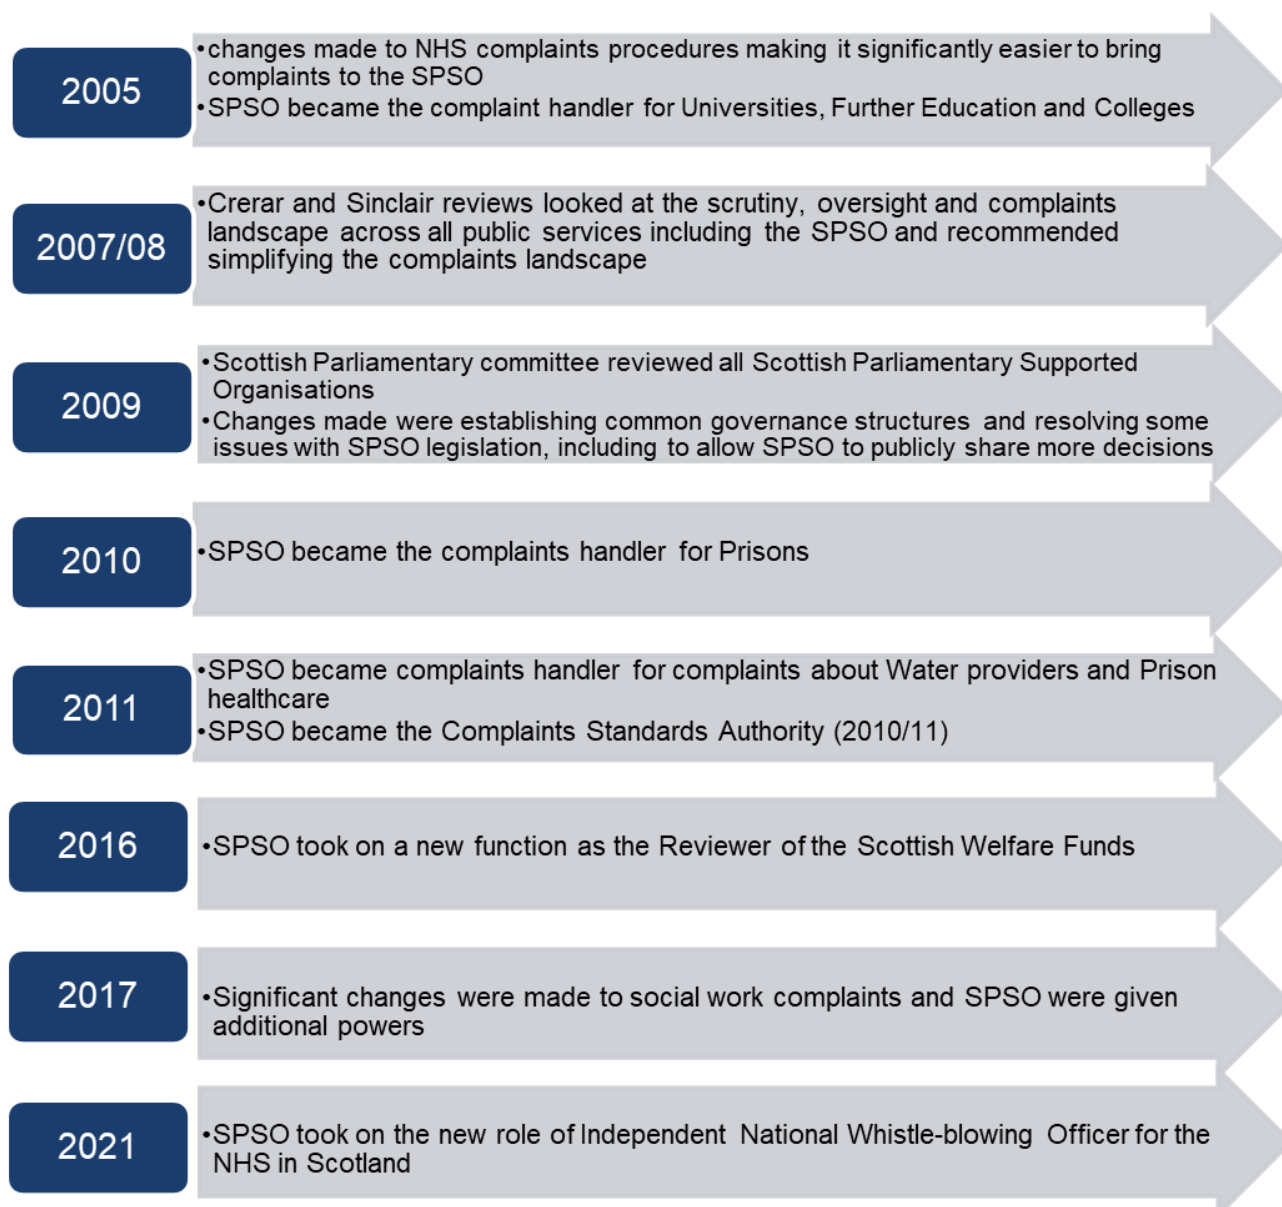 2005
•changes made to NHS complaints procedures making it significantly easier to bring
complaints to the SPSO
•SPSO became the complaint handler for Universities, Further Education and Colleges
2007/08
•Crerar and Sinclair reviews looked at the scrutiny, oversight and complaints
landscape across all public services including the SPSO and recommended
simplifying the complaints landscape
2009
•Scottish Parliamentary committee reviewed all Scottish Parliamentary Supported
Organisations
•Changes made were establishing common governance structures and resolving some
issues with SPSO legislation, including to allow SPSO to publicly share more decisions
2010
•SPSO became the complaints handler for Prisons
2011
•SPSO became complaints handler for complaints about Water providers and Prison
healthcare
•SPSO became the Complaints Standards Authority (2010/11)
2016
•SPSO took on a new function as the Reviewer of the Scottish Welfare Funds
2017
•Significant changes were made to social work complaints and SPSO were given
additional powers
2021
•SPSO took on the new role of Independent National Whistle-blowing Officer for the
NHS in Scotland